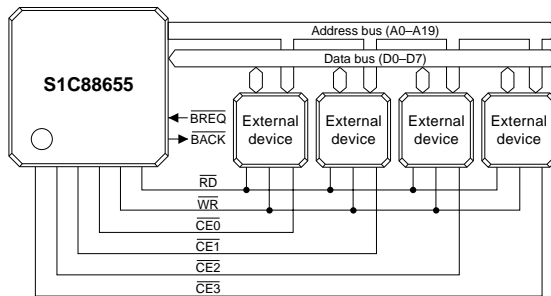 Address bus (A0–A19)
Data bus (D0–D7)
S1C88655
BREQ
BACK
External device
External device
External device
External device
RD
WR
CE0
CE1
CE2
CE3